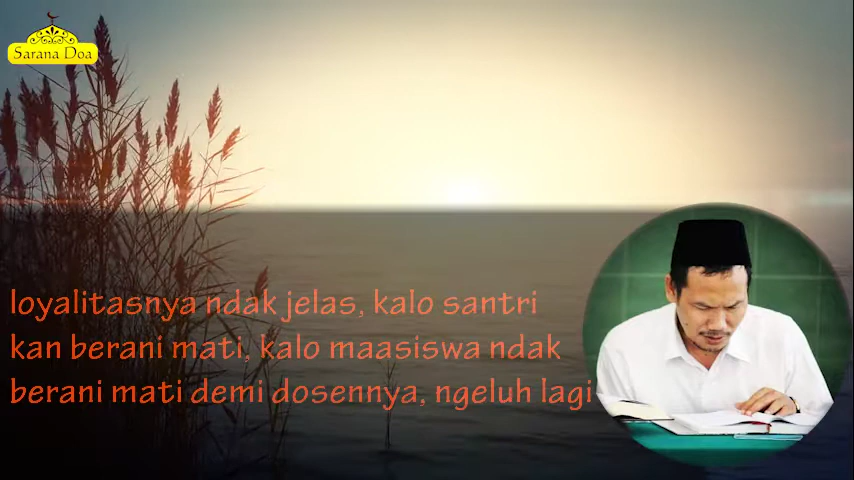 Sarana Doa
loyalitasnya ndak jelas, kalo santri
kan berani mati, kalo maasiswa ndak
berani mati demi dosennya, ngeluh lagi